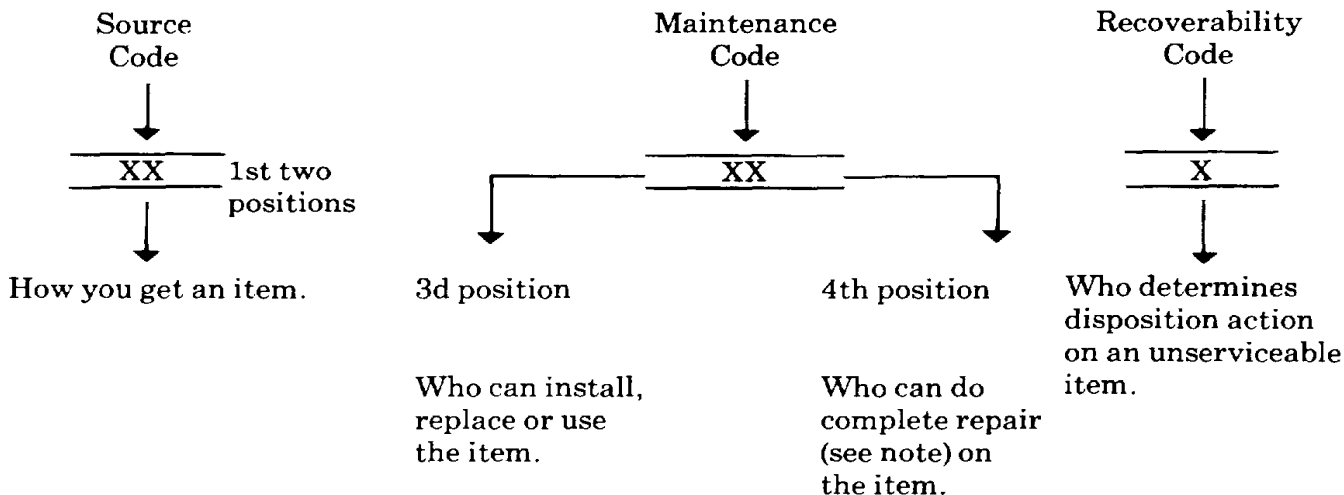 Source
Code
XX
1st two
positions
How you get an item.
Maintenance
Code
XX
3d position
Who can install,
replace or use
the item.
4th position
Who can do
complete repair
(see note) on
the item.
Recoverability
Code
X
Who determines
disposition action
on an unserviceable
item.